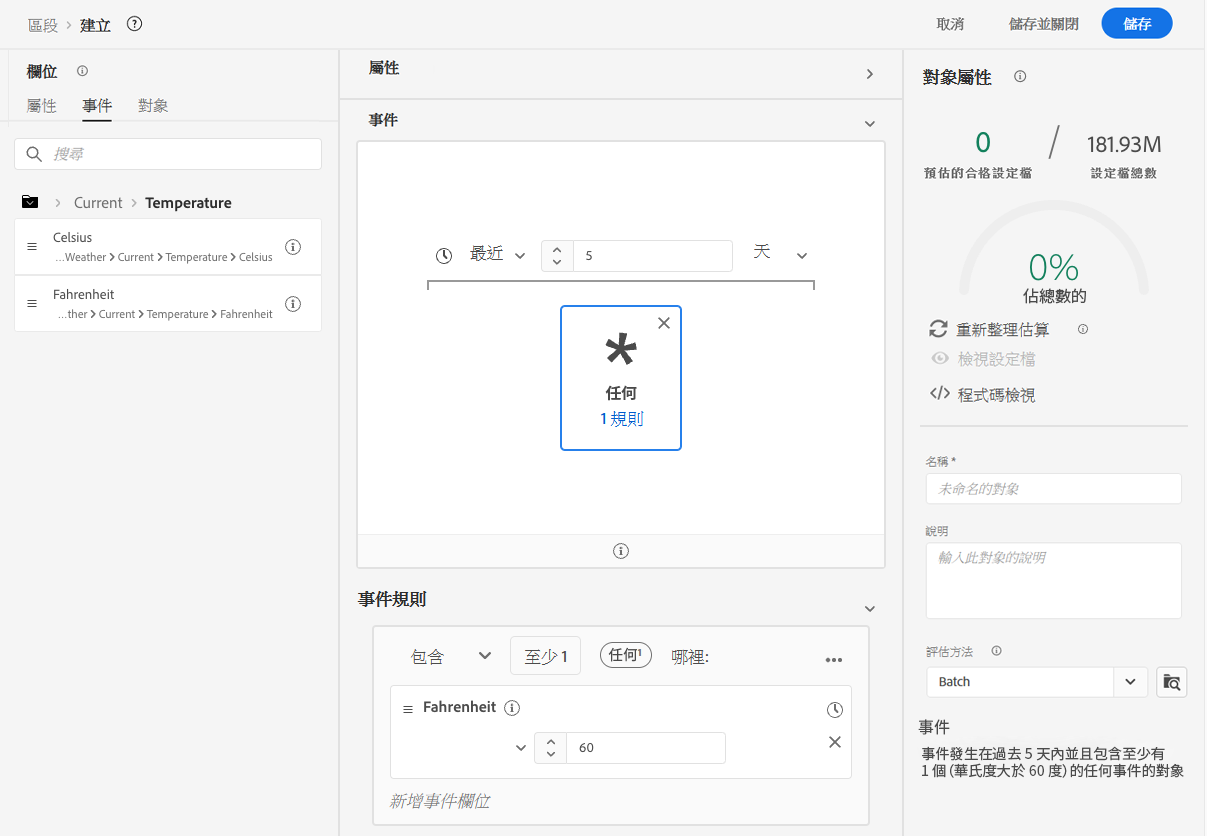 區段 › 建立
取消 儲存並關閉 儲存
欄位
屬性 事件 對象
搜尋
Current › Temperature
Celsius
...Weather > Current > Temperature > Celsius
Fahrenheit
...ther > Current > Temperature > Fahrenheit
屬性
事件
最近 5 天
任何
1 規則
事件規則
包含 至少 1 任何¹ 哪裡:
Fahrenheit
60
新增事件欄位
對象屬性
0 / 181.93M
預估的合格設定檔 設定檔總數
0%
佔總數的
重新整理估算
檢視設定檔
</> 程式碼檢視
名稱 *
未命名的對象
說明
輸入此對象的說明
評估方法
Batch
事件
事件發生在過去 5 天內並且包含至少有
1 個 (華氏度大於 60 度) 的任何事件的對象